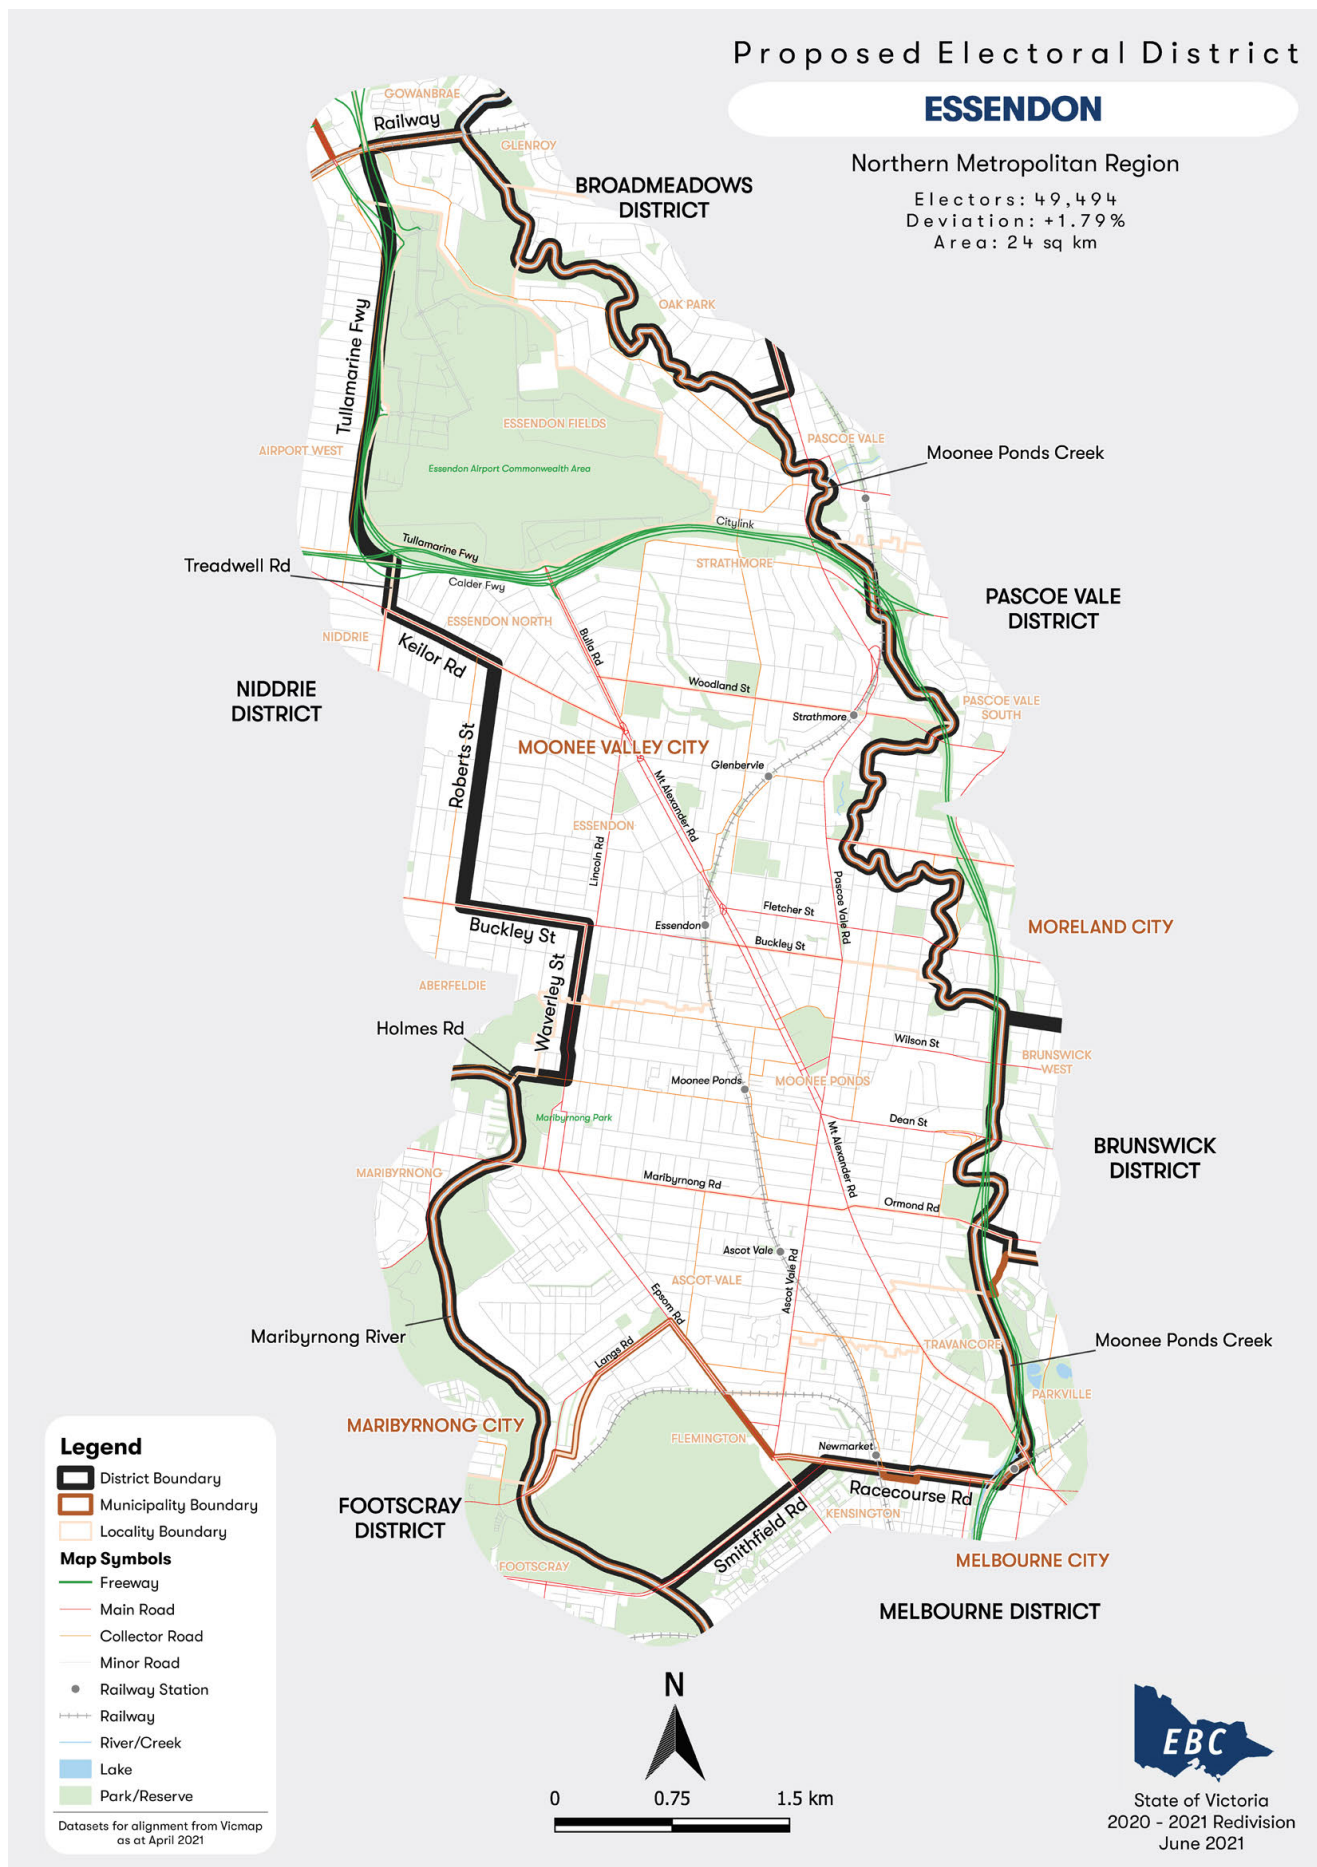 Proposed Electoral District
ESSENDON
Northern Metropolitan Region
Electors: 49,494
Deviation: +1.79%
Area: 24 sq km
GOWANBRAE
Railway
GLENROY
BROADMEADOWS
DISTRICT
OAK PARK
Tullamarine Fwy
ESSENDON FIELDS
PASCOE VALE
AIRPORT WEST
Moonee Ponds Creek
Essendon Airport Commonwealth Area
Citylink
Tullamarine Fwy
Treadwell Rd
STRATHMORE
Calder Fwy
PASCOE VALE
DISTRICT
ESSENDON NORTH
NIDDRIE
Keilor Rd
Bulla Rd
NIDDRIE
DISTRICT
Woodland St
PASCOE VALE
SOUTH
Strathmore
MOONEE VALLEY CITY
Roberts St
Glenbervie
Mt Alexander Rd
ESSENDON
Lincoln Rd
Pascoe Vale Rd
Fletcher St
Essendon
Buckley St
Buckley St
MORELAND CITY
Waverley St
ABERFELDIE
Holmes Rd
Wilson St
BRUNSWICK
WEST
Moonee Ponds
MOONEE PONDS
Maribyrnong Park
Dean St
Mt Alexander Rd
BRUNSWICK
DISTRICT
MARIBYRNONG
Maribyrnong Rd
Ormond Rd
Ascot Vale
Ascot Vale Rd
ASCOT VALE
Epsom Rd
Maribyrnong River
Langs Rd
TRAVANCORE
Moonee Ponds Creek
PARKVILLE
MARIBYRNONG CITY
FLEMINGTON
Newmarket
Racecourse Rd
FOOTSCRAY
DISTRICT
Smithfield Rd
KENSINGTON
FOOTSCRAY
MELBOURNE CITY
MELBOURNE DISTRICT
Legend
District Boundary
Municipality Boundary
Locality Boundary
Map Symbols
Freeway
Main Road
Collector Road
Minor Road
Railway Station
Railway
River/Creek
Lake
Park/Reserve
Datasets for alignment from Vicmap
as at April 2021
N
0 0.75 1.5 km
EBC
State of Victoria
2020 - 2021 Redivision
June 2021